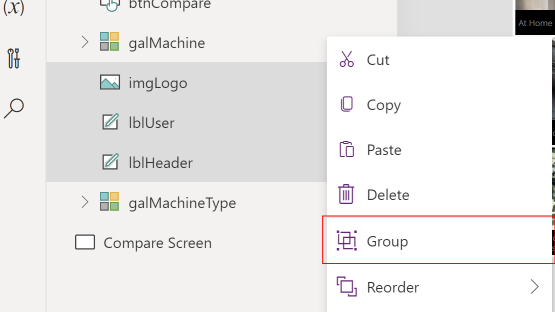 (x)
btnCompare
galMachine
imgLogo
lblUser
lblHeader
galMachineType
Compare Screen
At Home
Cut
Copy
Paste
Delete
Group
Reorder